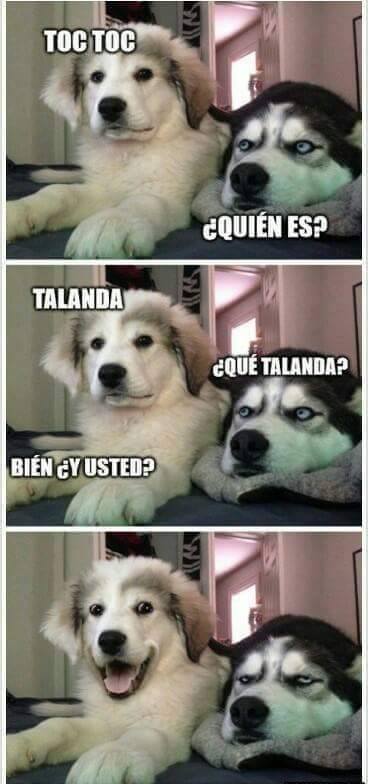 TOC TOC
¿QUIÉN ES?
TALANDA
¿QUÉ TALANDA?
BIÉN ¿Y USTED?